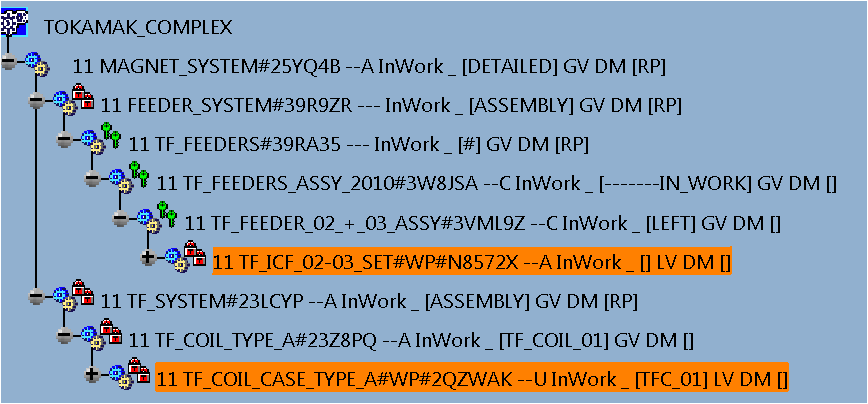 TOKAMAK_COMPLEX
11 MAGNET_SYSTEM#25YQ4B --A InWork _ [DETAILED] GV DM [RP]
11 FEEDER_SYSTEM#39R9ZR --- InWork _ [ASSEMBLY] GV DM [RP]
11 TF_FEEDERS#39RA35 --- InWork _ [#] GV DM [RP]
11 TF_FEEDERS_ASSY_2010#3W8JSA --C InWork _ [-------IN_WORK] GV DM []
11 TF_FEEDER_02_+_03_ASSY#3VML9Z --C InWork _ [LEFT] GV DM []
11 TF_ICF_02-03_SET#WP#N8572X --A InWork _ [] LV DM []
11 TF_SYSTEM#23LCYP --A InWork _ [ASSEMBLY] GV DM [RP]
11 TF_COIL_TYPE_A#23Z8PQ --A InWork _ [TF_COIL_01] GV DM []
11 TF_COIL_CASE_TYPE_A#WP#2QZWAK --U InWork _ [TFC_01] LV DM []